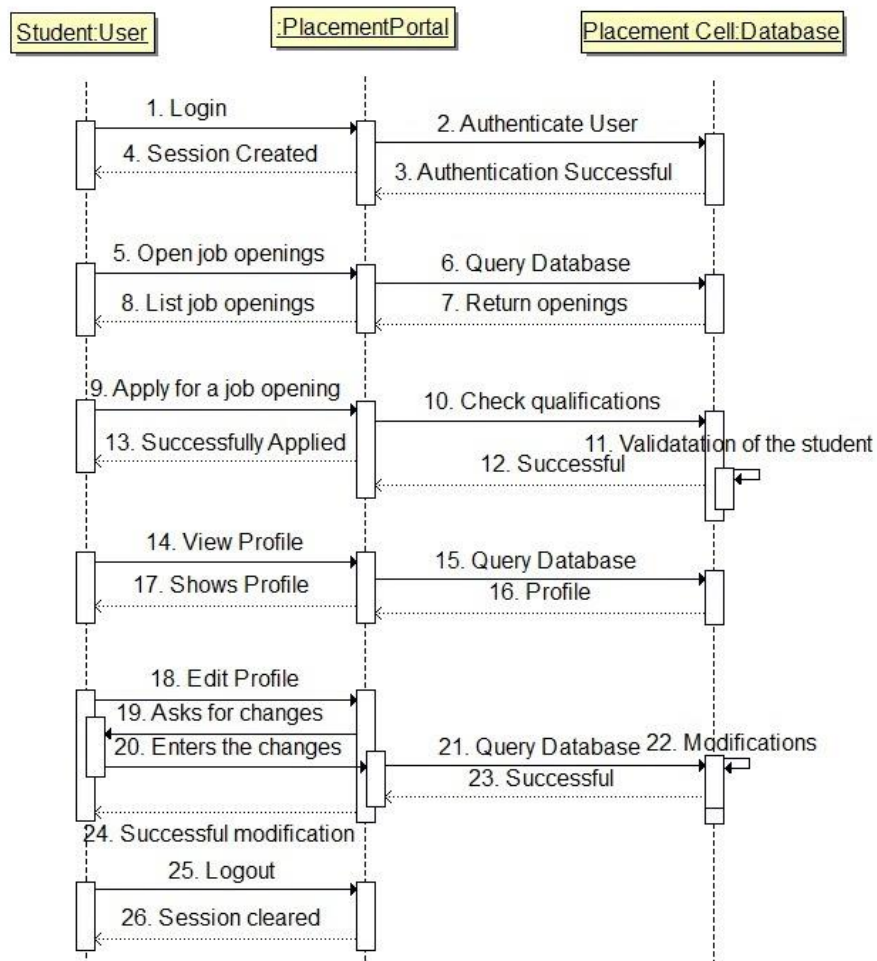 Student:User
:PlacementPortal
Placement Cell:Database
1. Login
2. Authenticate User
3. Authentication Successful
4. Session Created
5. Open job openings
6. Query Database
7. Return openings
8. List job openings
9. Apply for a job opening
10. Check qualifications
11. Validatation of the student
12. Successful
13. Successfully Applied
14. View Profile
15. Query Database
16. Profile
17. Shows Profile
18. Edit Profile
19. Asks for changes
20. Enters the changes
21. Query Database
22. Modifications
23. Successful
24. Successful modification
25. Logout
26. Session cleared